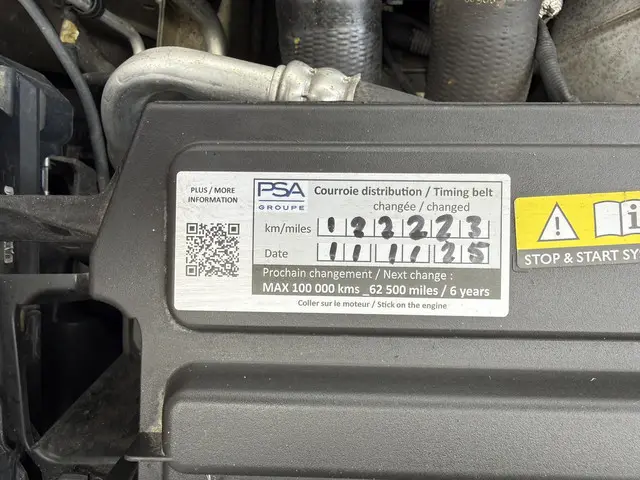 PLUS / MORE
INFORMATION
PSA
GROUPE
Courroie distribution / Timing belt
changée / changed
km/miles 122223
Date 11/11/25
Prochain changement / Next change :
MAX 100 000 kms _62 500 miles / 6 years
Coller sur le moteur / Stick on the engine
STOP & START SY